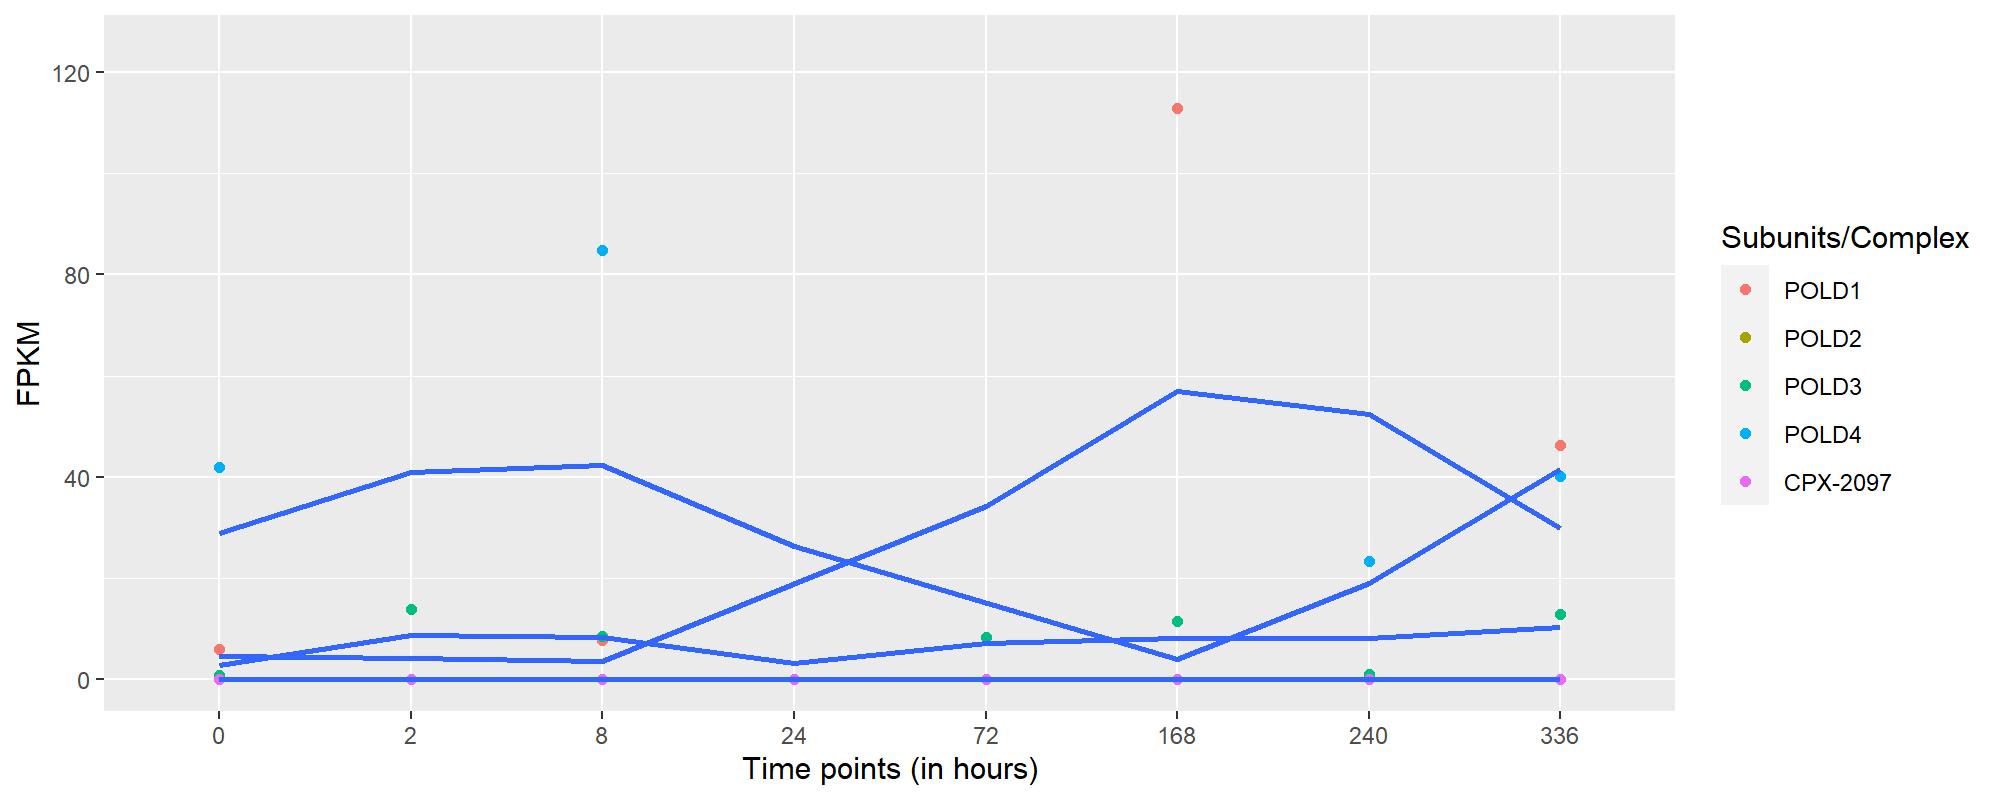 120
80
40
0
FPKM
0 2 8 24 72 168 240 336
Time points (in hours)
Subunits/Complex
POLD1
POLD2
POLD3
POLD4
CPX-2097